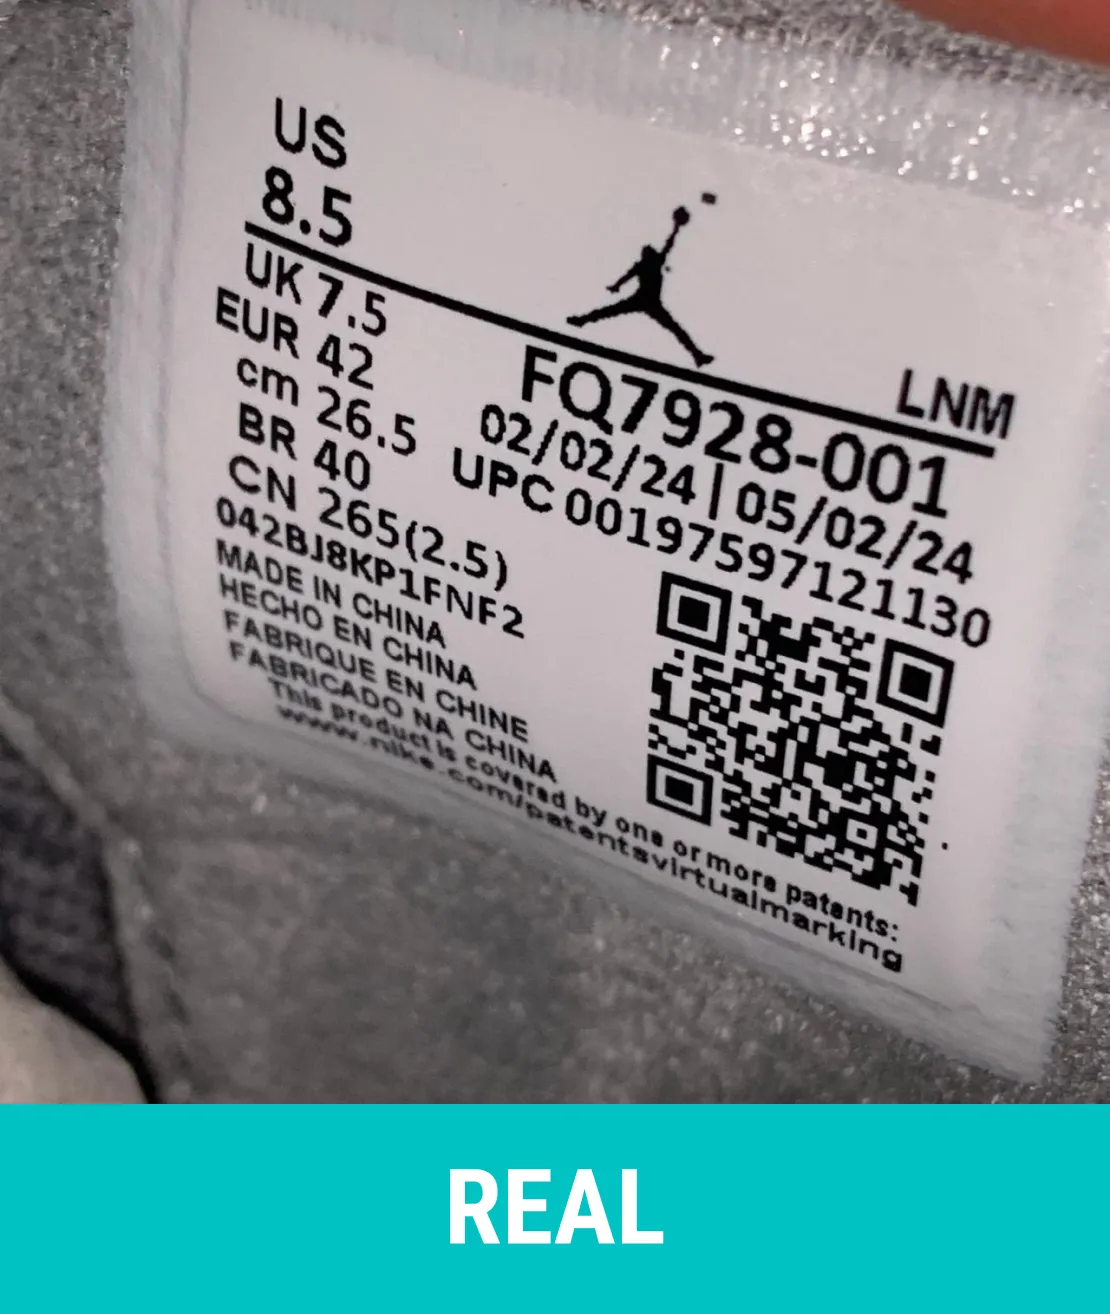 US
8.5
LNM
UK 7.5
EUR 42
cm 26.5
BR 40
CN 265(2.5)
FQ7928-001
02/02/24 | 05/02/24
UPC 00197597121130
042BJ8KP1FNF2
MADE IN CHINA
HECHO EN CHINA
FABRIQUE EN CHINE
FABRICADO NA CHINA
This product is covered by one or more patents:
www.nike.com/patentsvirtualmarking
REAL